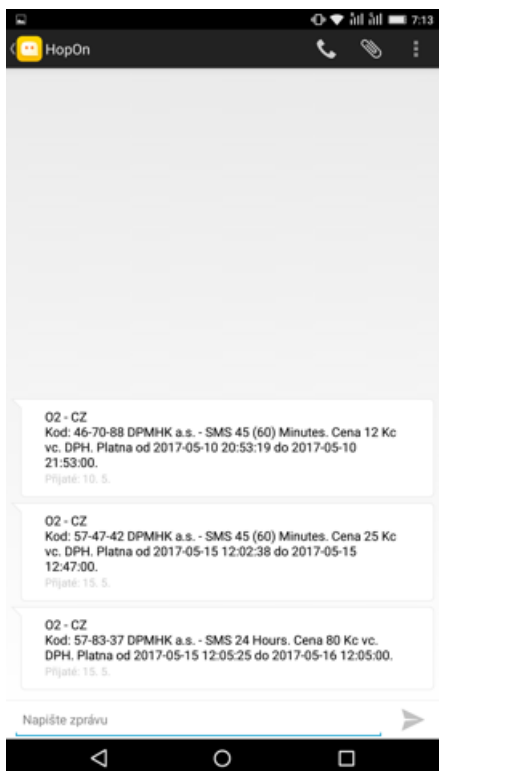 7:13
HopOn
O2 - CZ
Kod: 46-70-88 DPMHK a.s. - SMS 45 (60) Minutes. Cena 12 Kc
vc. DPH. Platna od 2017-05-10 20:53:19 do 2017-05-10
21:53:00.
Přijaté: 10. 5.
O2 - CZ
Kod: 57-47-42 DPMHK a.s. - SMS 45 (60) Minutes. Cena 25 Kc
vc. DPH. Platna od 2017-05-15 12:02:38 do 2017-05-15
12:47:00.
Přijaté: 15. 5.
O2 - CZ
Kod: 57-83-37 DPMHK a.s. - SMS 24 Hours. Cena 80 Kc vc.
DPH. Platna od 2017-05-15 12:05:25 do 2017-05-16 12:05:00.
Přijaté: 15. 5.
Napište zprávu